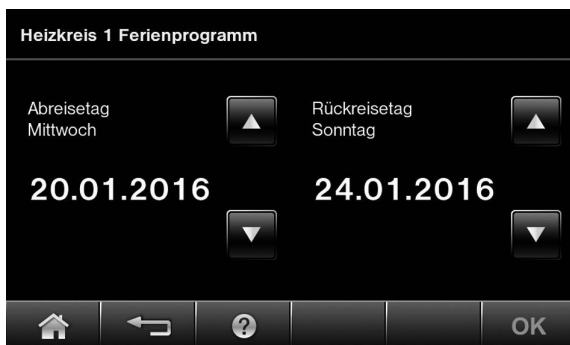 Heizkreis 1 Ferienprogramm
Abreisetag
Mittwoch
20.01.2016
Rückreisetag
Sonntag
24.01.2016
?
OK